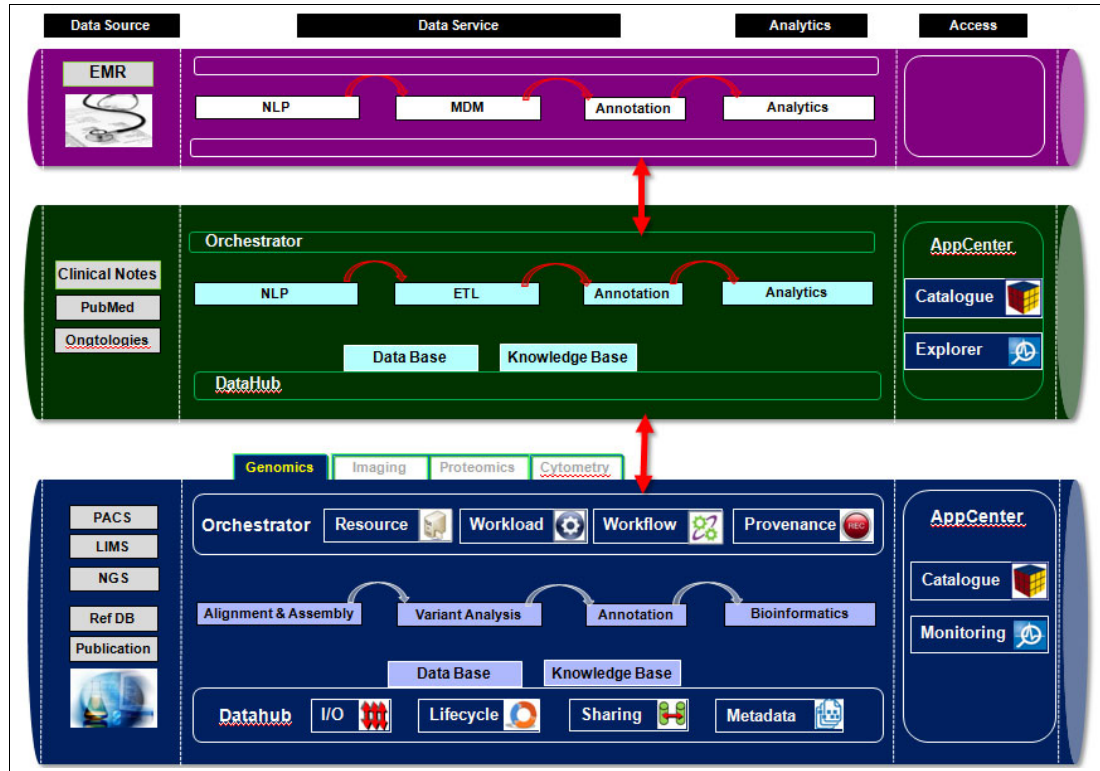 Data Source
Data Service
Analytics
Access
EMR
NLP
MDM
Annotation
Analytics
Orchestrator
AppCenter
Clinical Notes
PubMed
Ongtologies
NLP
ETL
Annotation
Analytics
Catalogue
Explorer
Data Base
Knowledge Base
DataHub
Genomics
Imaging
Proteomics
Cytometry
PACS
LIMS
NGS
Ref DB
Publication
Orchestrator
Resource
Workload
Workflow
Provenance
REC
AppCenter
Alignment & Assembly
Variant Analysis
Annotation
Bioinformatics
Catalogue
Monitoring
Data Base
Knowledge Base
Datahub
I/O
Lifecycle
Sharing
Metadata